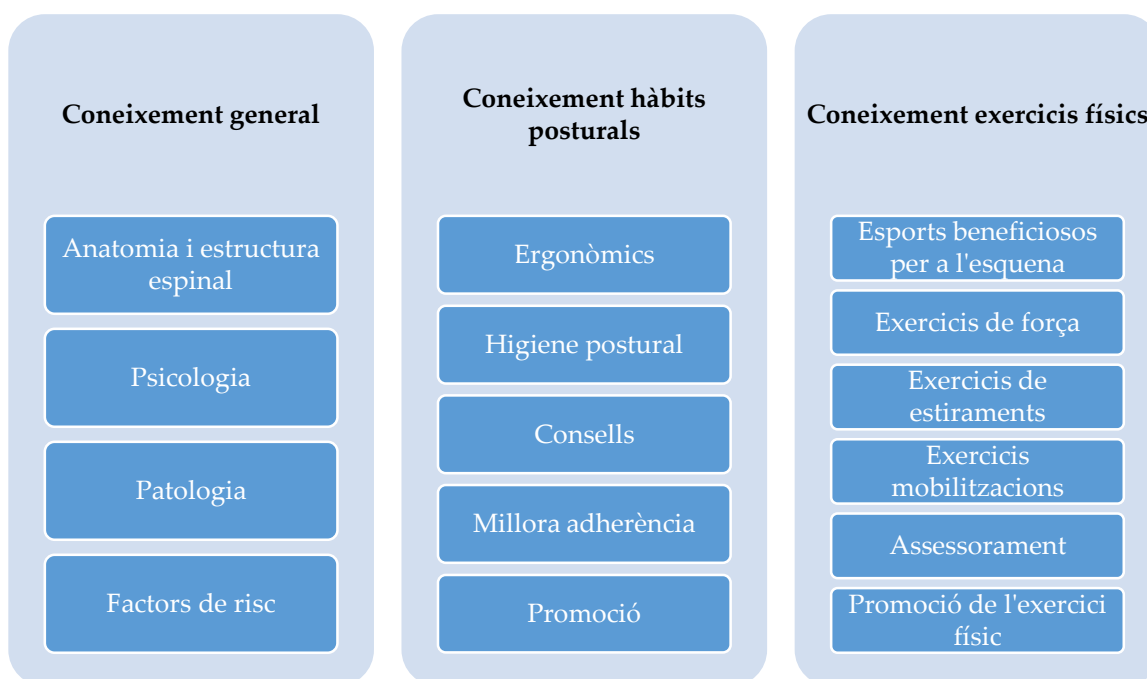 Coneixement general
Anatomia i estructura
espinal
Psicologia
Patologia
Factors de risc
Coneixement hàbits
posturals
Ergonòmics
Higiene postural
Consells
Millora adherència
Promoció
Coneixement exercicis físics
Esports beneficiosos
per a l'esquena
Exercicis de força
Exercicis de
estiraments
Exercicis
mobilitzacions
Assessorament
Promoció de l'exercici
físic